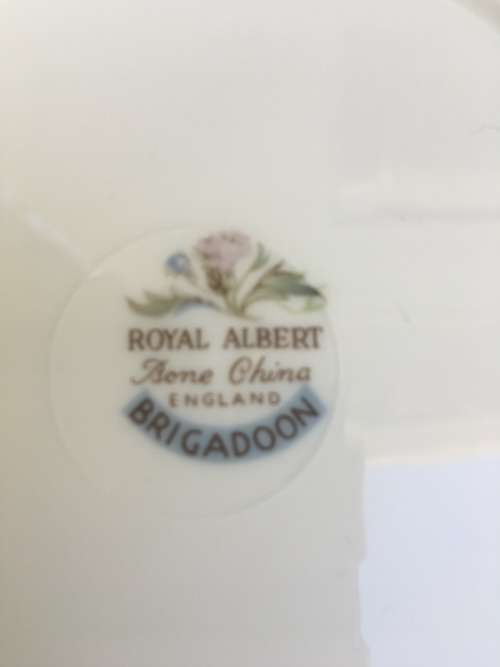 ROYAL ALBERT
Bone China
ENGLAND
BRIGADOON